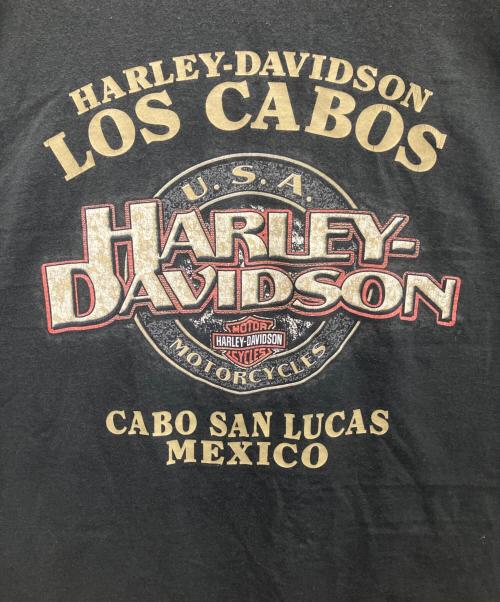 HARLEY-DAVIDSON
LOS CABOS
U.S.A.
HARLEY-
DAVIDSON
MOTOR
HARLEY-DAVIDSON
CYCLES
MOTORCYCLES
CABO SAN LUCAS
MEXICO